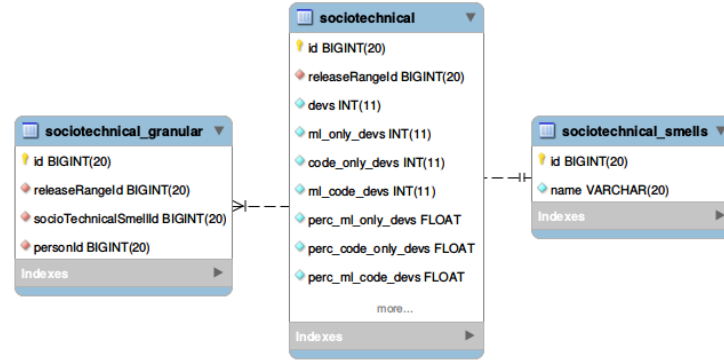 sociotechnical
id BIGINT(20)
releaseRangeId BIGINT(20)
devs INT(11)
ml_only_devs INT(11)
code_only_devs INT(11)
ml_code_devs INT(11)
perc_ml_only_devs FLOAT
perc_code_only_devs FLOAT
perc_ml_code_devs FLOAT
more...
Indexes
sociotechnical_granular
id BIGINT(20)
releaseRangeId BIGINT(20)
socioTechnicalSmellId BIGINT(20)
personId BIGINT(20)
Indexes
sociotechnical_smells
id BIGINT(20)
name VARCHAR(20)
Indexes